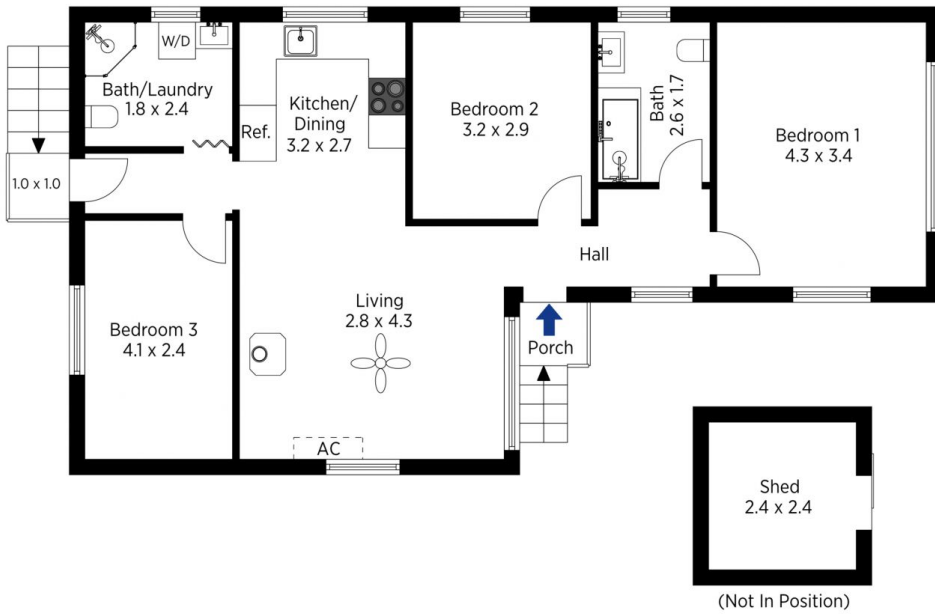 W/D
Bath/Laundry
1.8 x 2.4
Ref.
Kitchen/
Dining
3.2 x 2.7
Bedroom 2
3.2 x 2.9
Bath
2.6 x 1.7
Bedroom 1
4.3 x 3.4
1.0 x 1.0
Hall
Bedroom 3
4.1 x 2.4
Living
2.8 x 4.3
Porch
AC
Shed
2.4 x 2.4
(Not In Position)